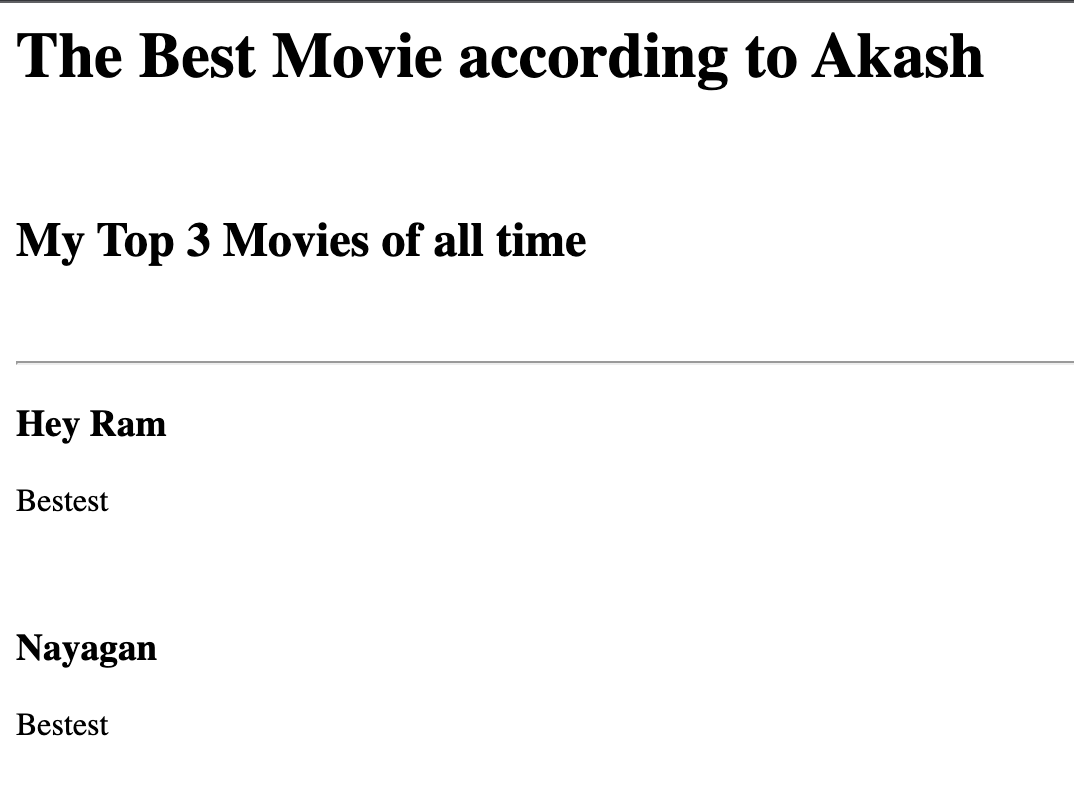 The Best Movie according to Akash
My Top 3 Movies of all time
Hey Ram
Bestest
Nayagan
Bestest